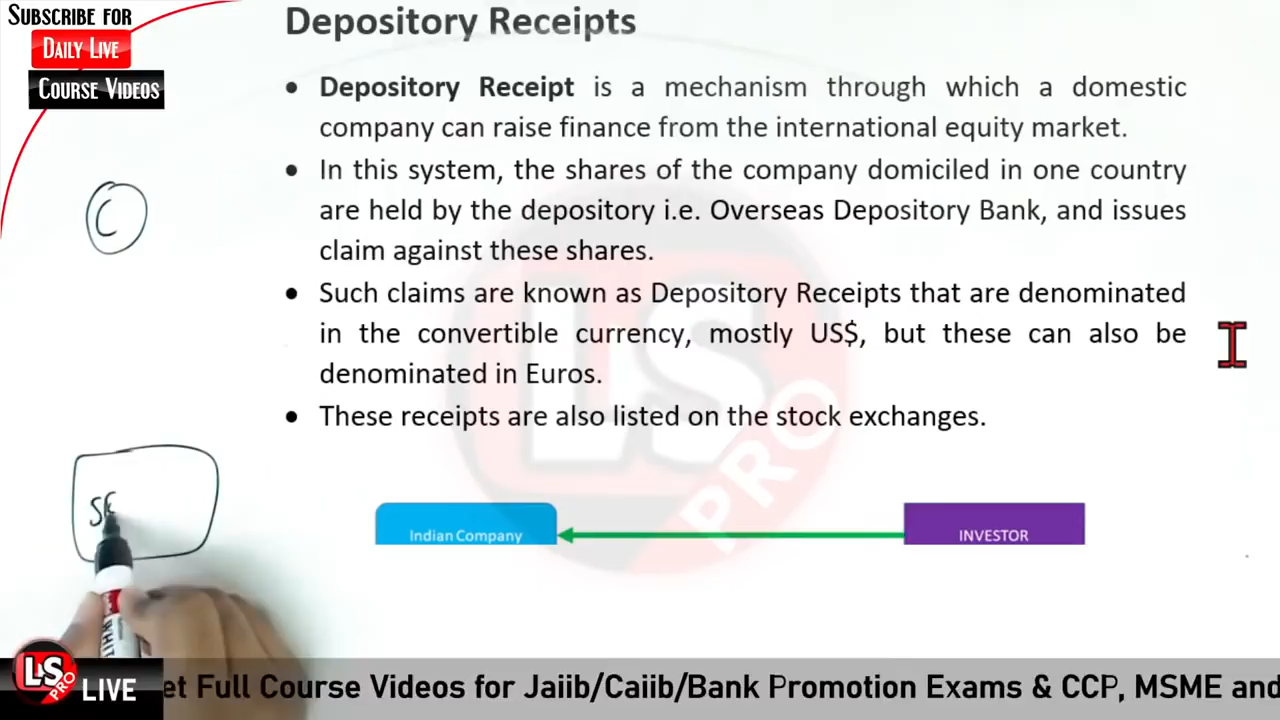 SUBSCRIBE FOR
DAILY LIVE
COURSE VIDEOS
Depository Receipts
• Depository Receipt is a mechanism through which a domestic
company can raise finance from the international equity market.
• In this system, the shares of the company domiciled in one country
are held by the depository i.e. Overseas Depository Bank, and issues
claim against these shares.
• Such claims are known as Depository Receipts that are denominated
in the convertible currency, mostly US$, but these can also be
denominated in Euros.
• These receipts are also listed on the stock exchanges.
C
SE
Indian Company
INVESTOR
LS
PRO
LS
PRO
LIVE
et Full Course Videos for Jaiib/Caiib/Bank Promotion Exams & CCP, MSME and